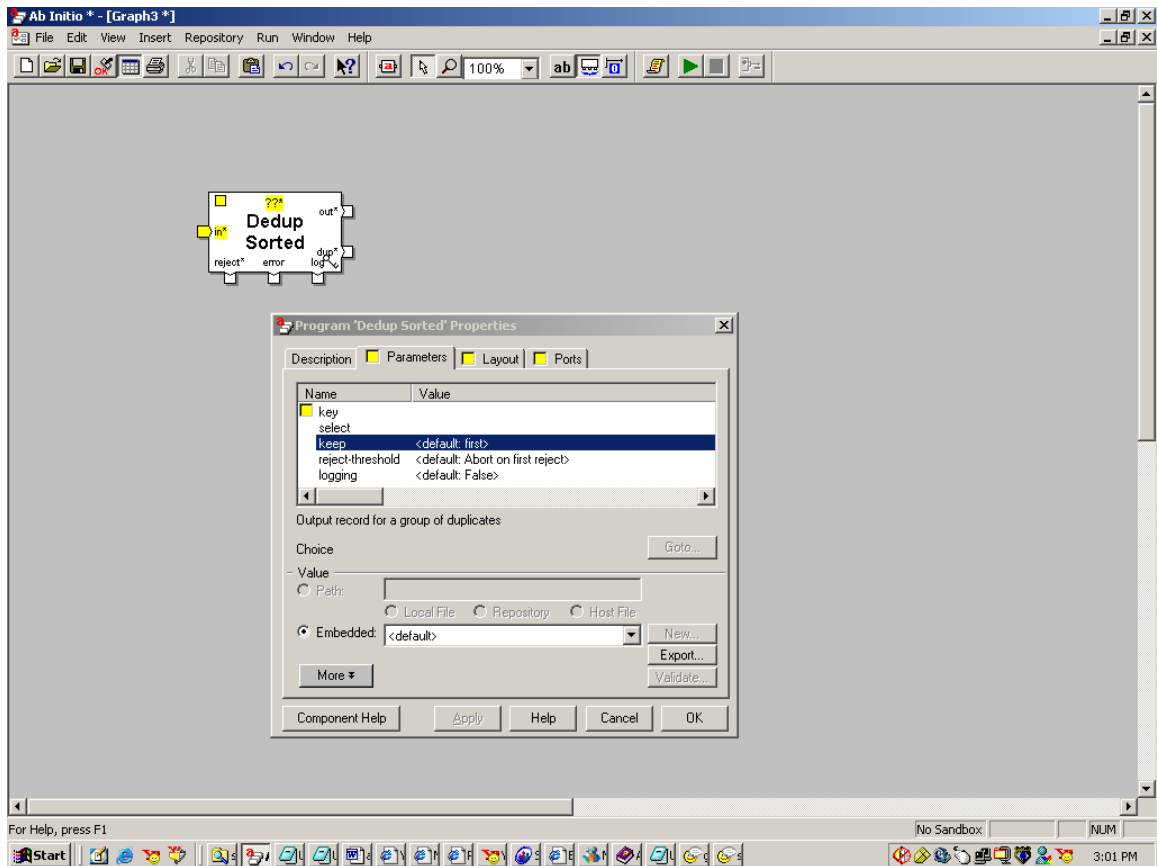 Ab Initio * - [Graph3 *]
File Edit View Insert Repository Run Window Help
100% ab
??*
in*
Dedup
Sorted
out*
dup*
reject* error log
Program 'Dedup Sorted' Properties
Description Parameters Layout Ports
Name Value
key
select
keep <default: first>
reject-threshold <default: Abort on first reject>
logging <default: False>
Output record for a group of duplicates
Choice Goto...
Value
Path:
Local File Repository Host File
Embedded: <default> New...
Export...
More Validate...
Component Help Apply Help Cancel OK
For Help, press F1 No Sandbox NUM
Start 3:01 PM